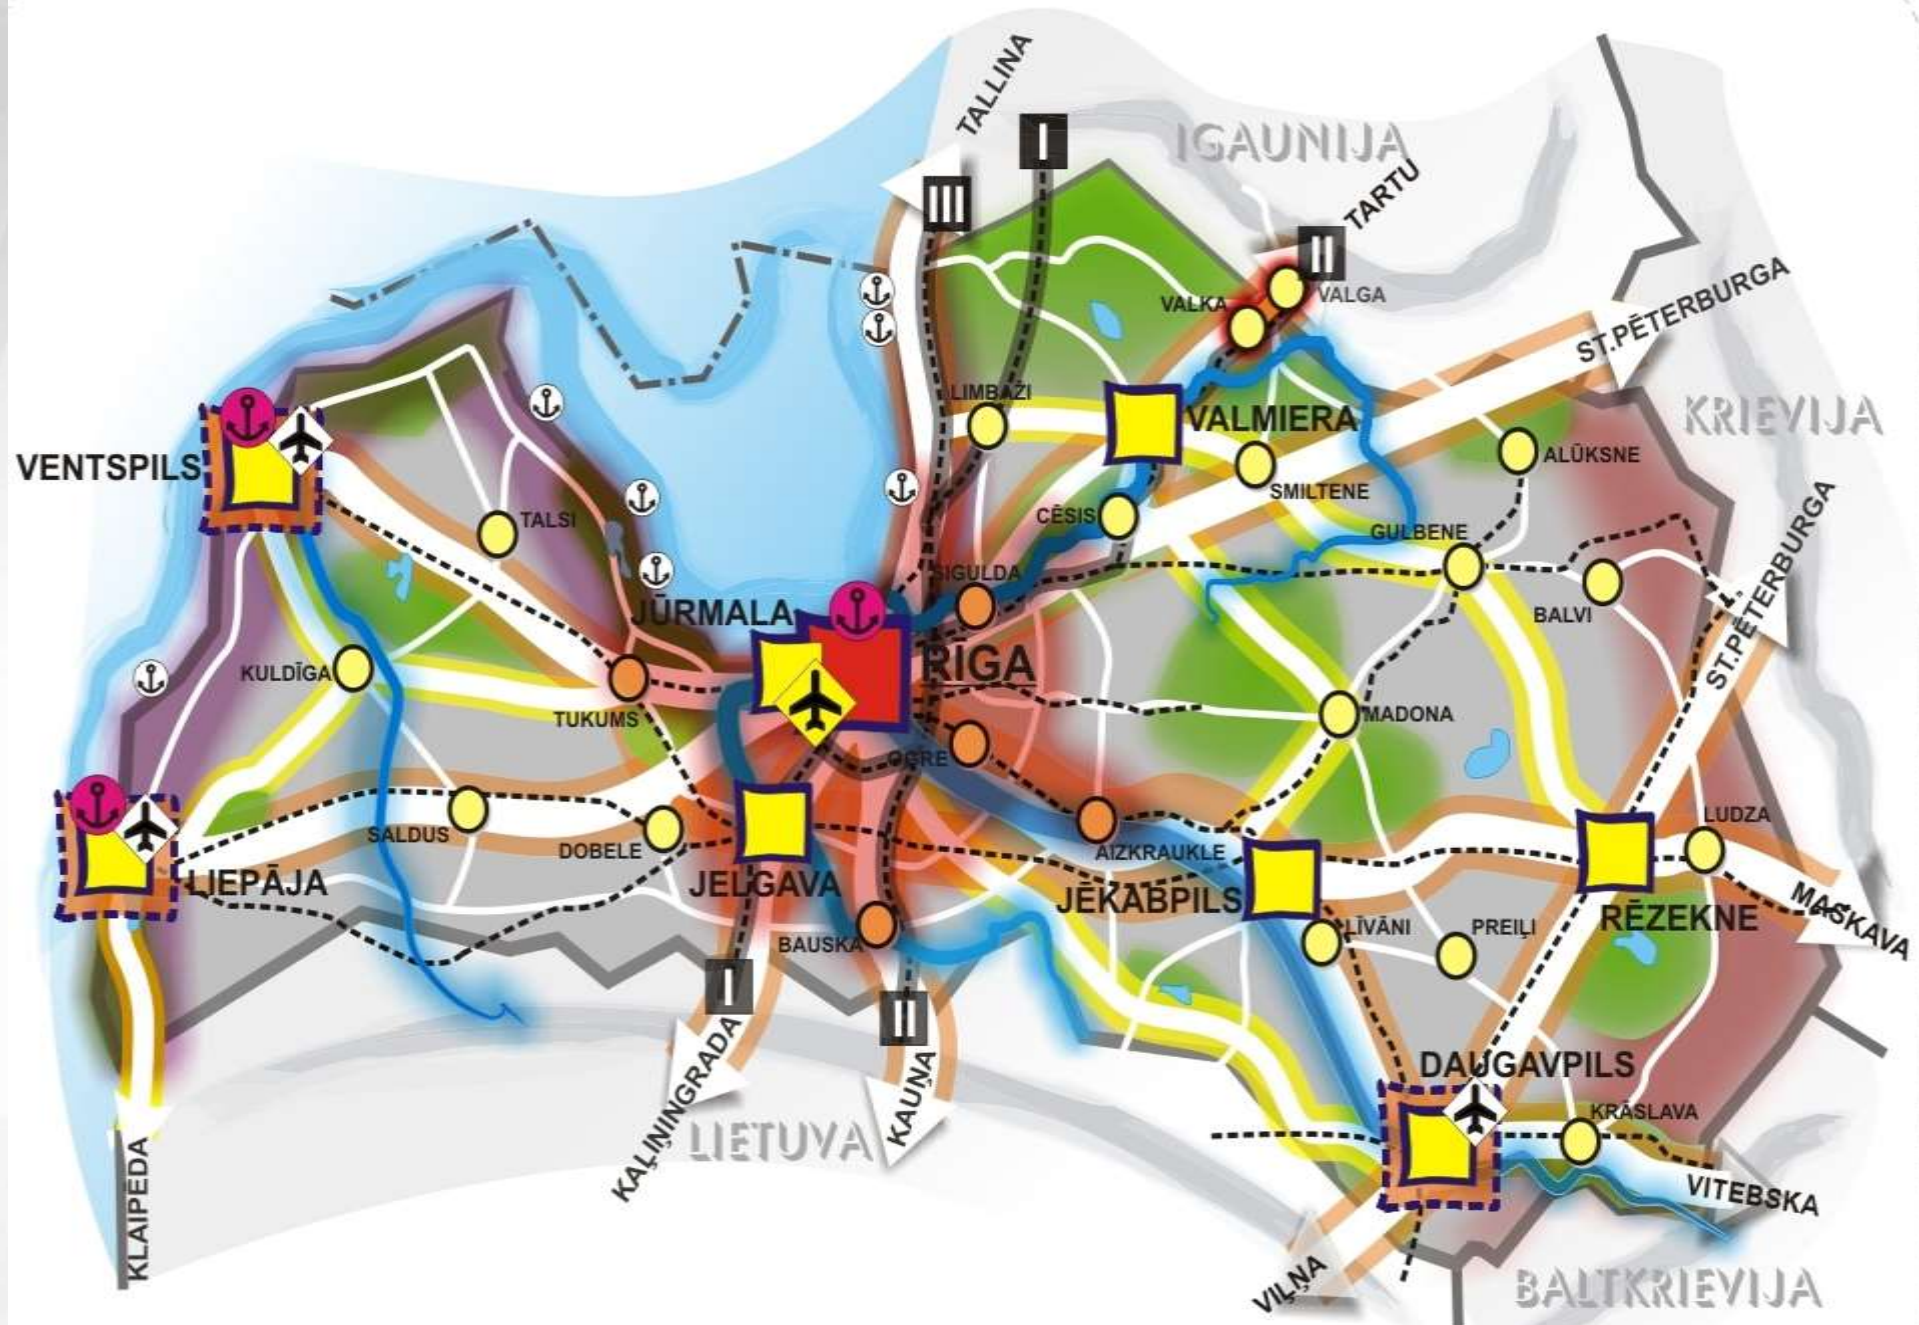 TALLINA
I
IGAUNIJA
III
TARTU
II
VALKA
VALGA
ST.PĒTERBURGA
LIMBAŽI
VALMIERA
KRIEVIJA
VENTSPILS
ALŪKSNE
SMILTENE
TALSI
CĒSIS
GULBENE
ST.PĒTERBURGA
SIGULDA
JŪRMALA
BALVI
RĪGA
KULDĪGA
TUKUMS
MADONA
OGRE
LUDZA
SALDUS
DOBELE
AIZKRAUKLE
LIEPĀJA
JELGAVA
JĒKABPILS
MASKAVA
RĒZEKNE
LĪVĀNI
PREIĻI
BAUSKA
I
II
DAUGAVPILS
KAĻIŅINGRADA
KAUŅA
KRĀSLAVA
LIETUVA
KLAIPĒDA
VITEBSKA
VIĻŅA
BALTKRIEVIJA